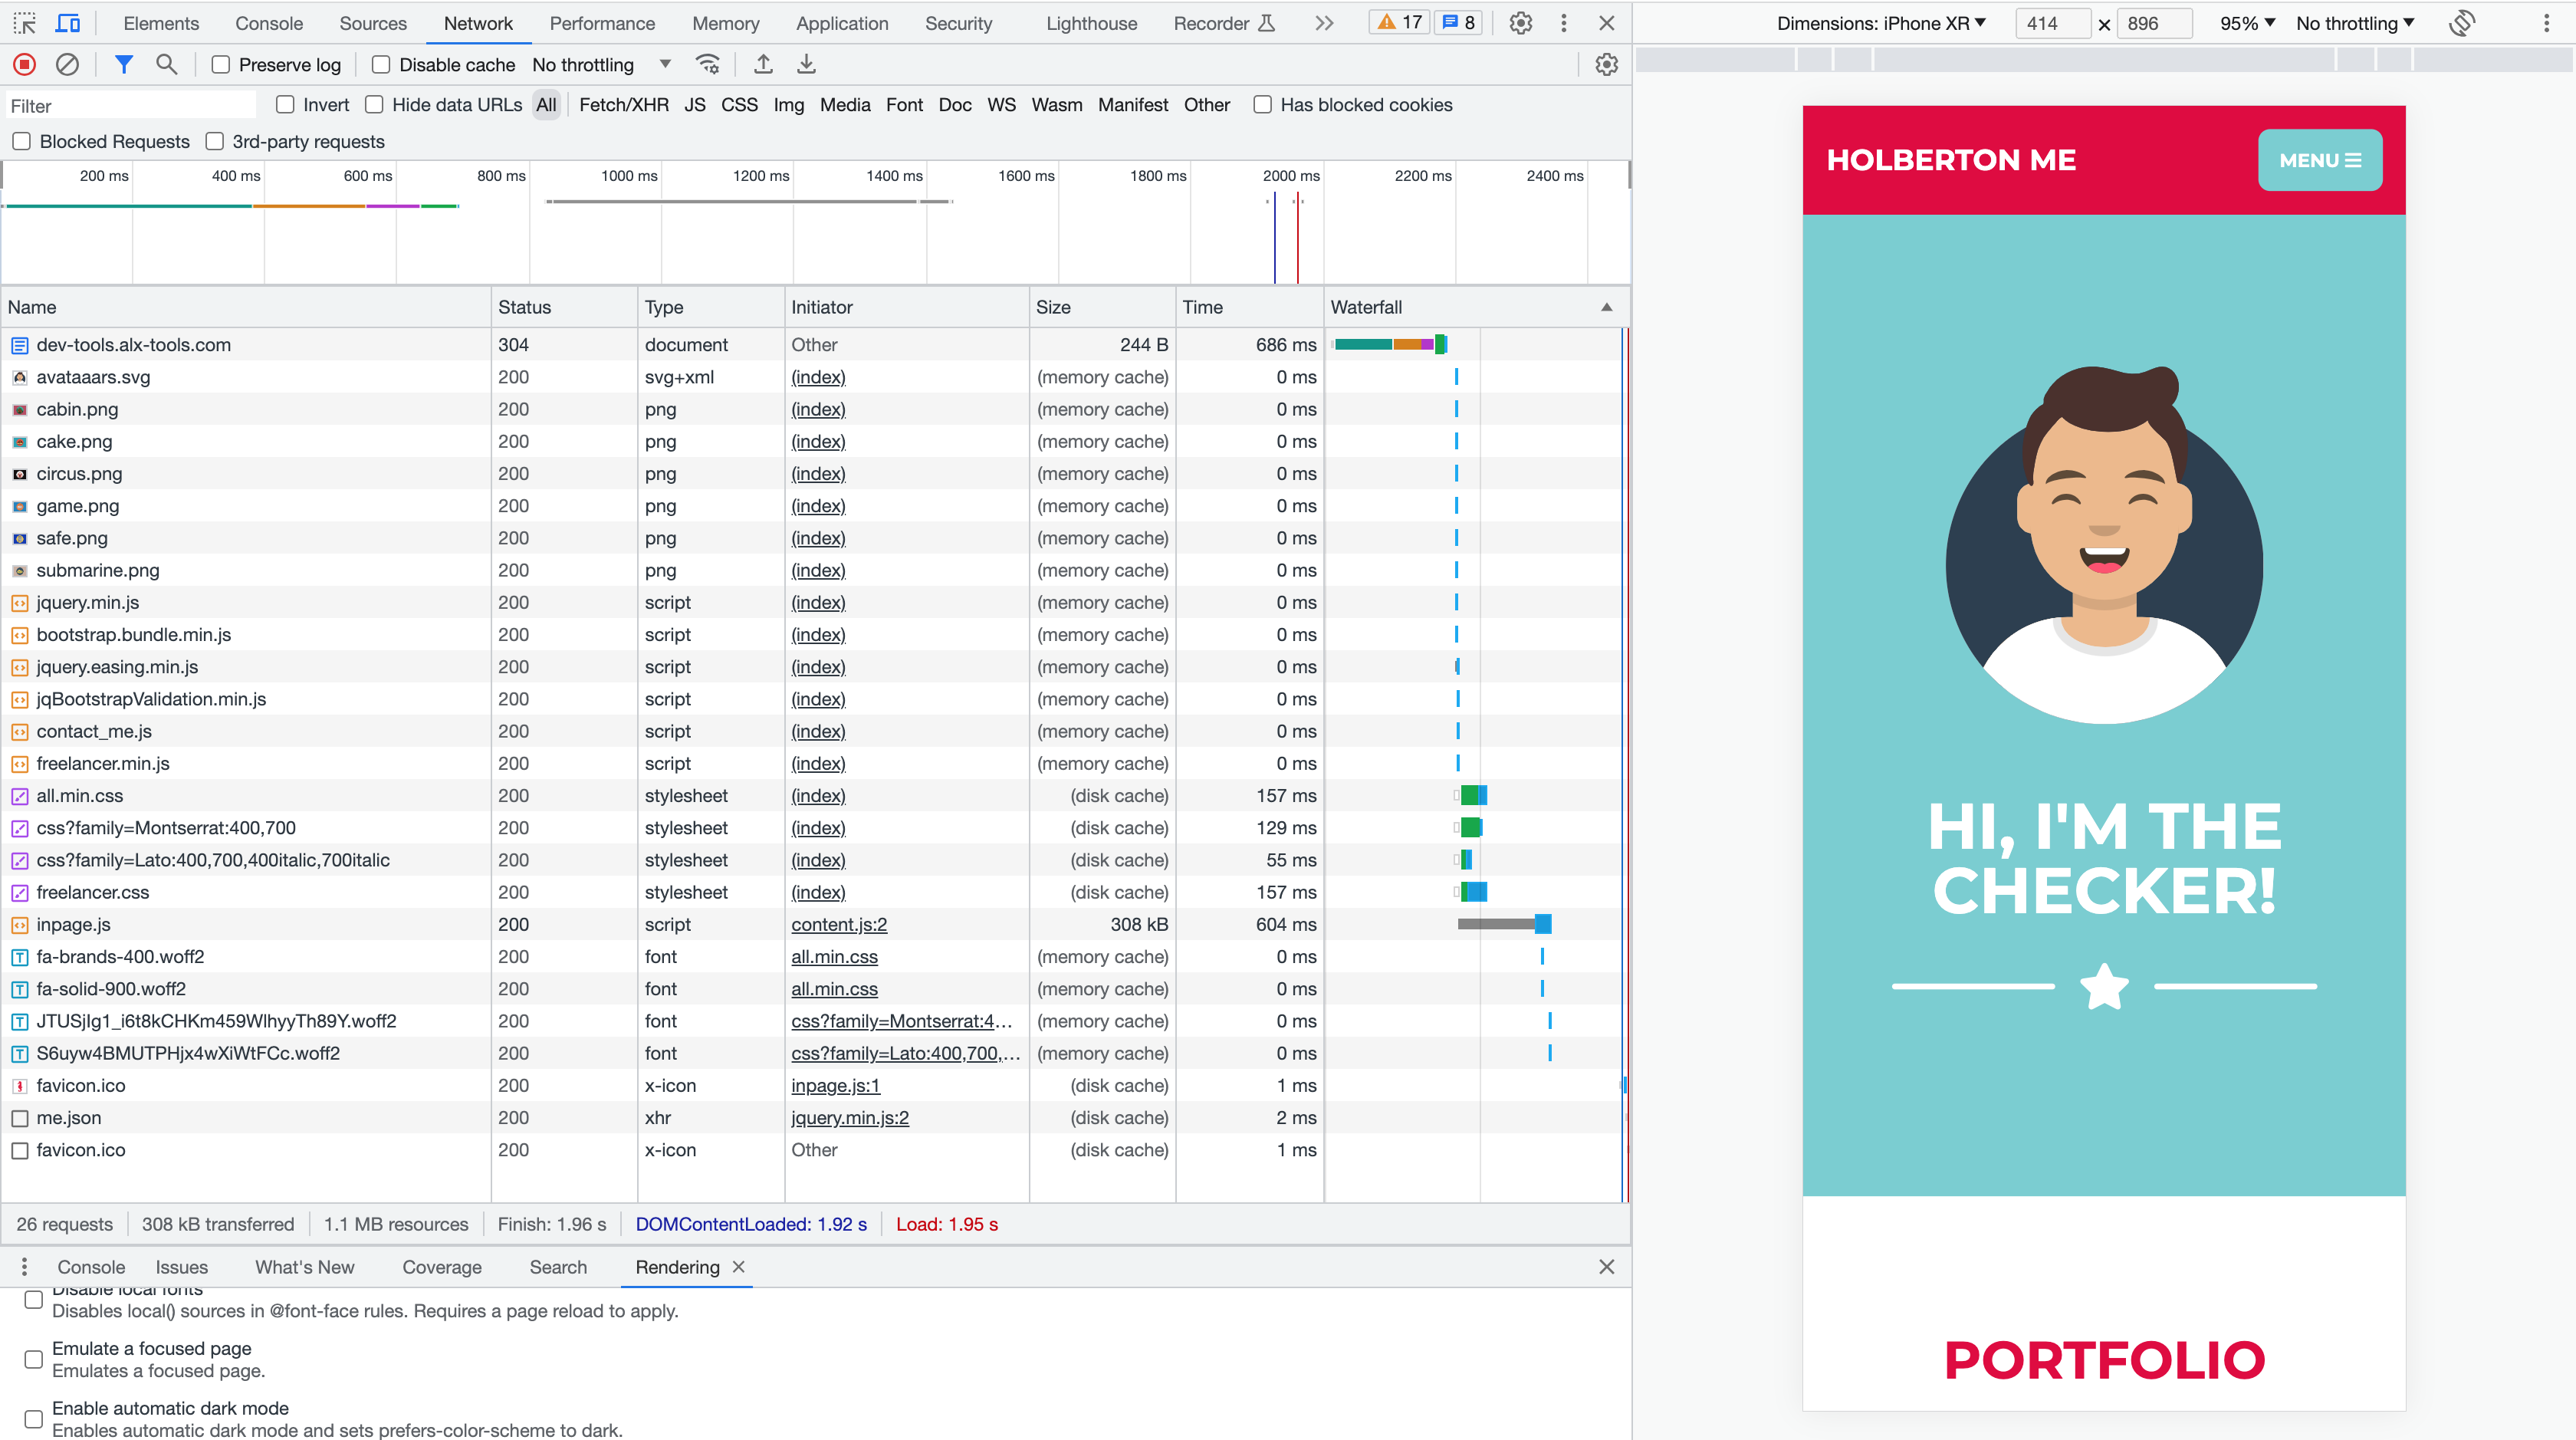 Elements Console Sources Network Performance Memory Application Security Lighthouse Recorder 17 8
Dimensions: iPhone XR 414 × 896 95% No throttling
Preserve log Disable cache No throttling
Filter Invert Hide data URLs All Fetch/XHR JS CSS Img Media Font Doc WS Wasm Manifest Other Has blocked cookies
Blocked Requests 3rd-party requests
200 ms 400 ms 600 ms 800 ms 1000 ms 1200 ms 1400 ms 1600 ms 1800 ms 2000 ms 2200 ms 2400 ms
Name Status Type Initiator Size Time Waterfall
dev-tools.alx-tools.com 304 document Other 244 B 686 ms
avataaars.svg 200 svg+xml (index) (memory cache) 0 ms
cabin.png 200 png (index) (memory cache) 0 ms
cake.png 200 png (index) (memory cache) 0 ms
circus.png 200 png (index) (memory cache) 0 ms
game.png 200 png (index) (memory cache) 0 ms
safe.png 200 png (index) (memory cache) 0 ms
submarine.png 200 png (index) (memory cache) 0 ms
jquery.min.js 200 script (index) (memory cache) 0 ms
bootstrap.bundle.min.js 200 script (index) (memory cache) 0 ms
jquery.easing.min.js 200 script (index) (memory cache) 0 ms
jqBootstrapValidation.min.js 200 script (index) (memory cache) 0 ms
contact_me.js 200 script (index) (memory cache) 0 ms
freelancer.min.js 200 script (index) (memory cache) 0 ms
all.min.css 200 stylesheet (index) (disk cache) 157 ms
css?family=Montserrat:400,700 200 stylesheet (index) (disk cache) 129 ms
css?family=Lato:400,700,400italic,700italic 200 stylesheet (index) (disk cache) 55 ms
freelancer.css 200 stylesheet (index) (disk cache) 157 ms
inpage.js 200 script content.js:2 308 kB 604 ms
fa-brands-400.woff2 200 font all.min.css (memory cache) 0 ms
fa-solid-900.woff2 200 font all.min.css (memory cache) 0 ms
JTUSjIg1_i6t8kCHKm459WlhyyTh89Y.woff2 200 font css?family=Montserrat:4… (memory cache) 0 ms
S6uyw4BMUTPHjx4wXiWtFCc.woff2 200 font css?family=Lato:400,700,… (memory cache) 0 ms
favicon.ico 200 x-icon inpage.js:1 (disk cache) 1 ms
me.json 200 xhr jquery.min.js:2 (disk cache) 2 ms
favicon.ico 200 x-icon Other (disk cache) 1 ms
26 requests 308 kB transferred 1.1 MB resources Finish: 1.96 s DOMContentLoaded: 1.92 s Load: 1.95 s
Console Issues What's New Coverage Search Rendering
Disable local fonts
Disables local() sources in @font-face rules. Requires a page reload to apply.
Emulate a focused page
Emulates a focused page.
Enable automatic dark mode
Enables automatic dark mode and sets prefers-color-scheme to dark.
HOLBERTON ME MENU
HI, I'M THE
CHECKER!
PORTFOLIO